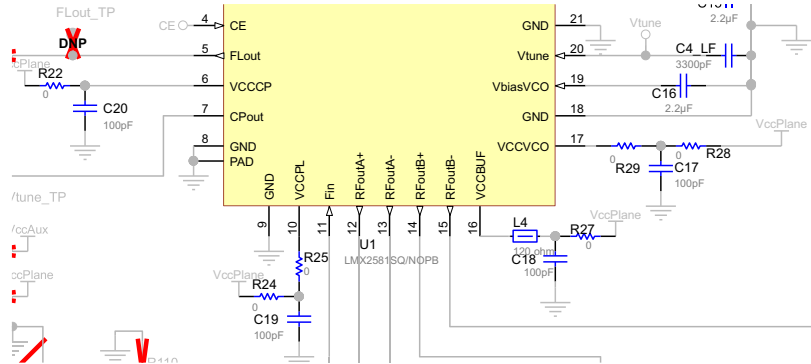 FLout_TP
DNP
CE
4
CE
5
FLout
ccPlane
R22
0
6
VCCCP
C20
100pF
7
CPout
8
GND
PAD
GND
21
Vtune
2.2µF
Vtune
20
C4_LF
3300pF
VbiasVCO
19
C16
2.2µF
GND
18
VCCVCO
17
R29
0
R28
0
VccPlane
C17
100pF
GND
VCCPL
Fin
RFoutA+
RFoutA-
RFoutB+
RFoutB-
VCCBUF
9
10
11
12
13
14
15
16
U1
LMX2581SQ/NOPB
/tune_TP
VccAux
ccPlane
R25
0
VccPlane
R24
0
C19
100pF
L4
120 ohm
VccPlane
R27
0
C18
100pF
R110